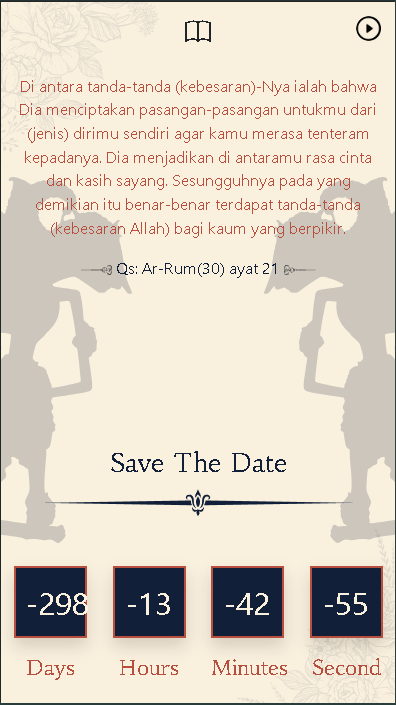 Di antara tanda-tanda (kebesaran)-Nya ialah bahwa
Dia menciptakan pasangan-pasangan untukmu dari
(jenis) dirimu sendiri agar kamu merasa tenteram
kepadanya. Dia menjadikan di antaramu rasa cinta
dan kasih sayang. Sesungguhnya pada yang
demikian itu benar-benar terdapat tanda-tanda
(kebesaran Allah) bagi kaum yang berpikir.
Qs: Ar-Rum(30) ayat 21
Save The Date
-298 -13 -42 -55
Days Hours Minutes Second